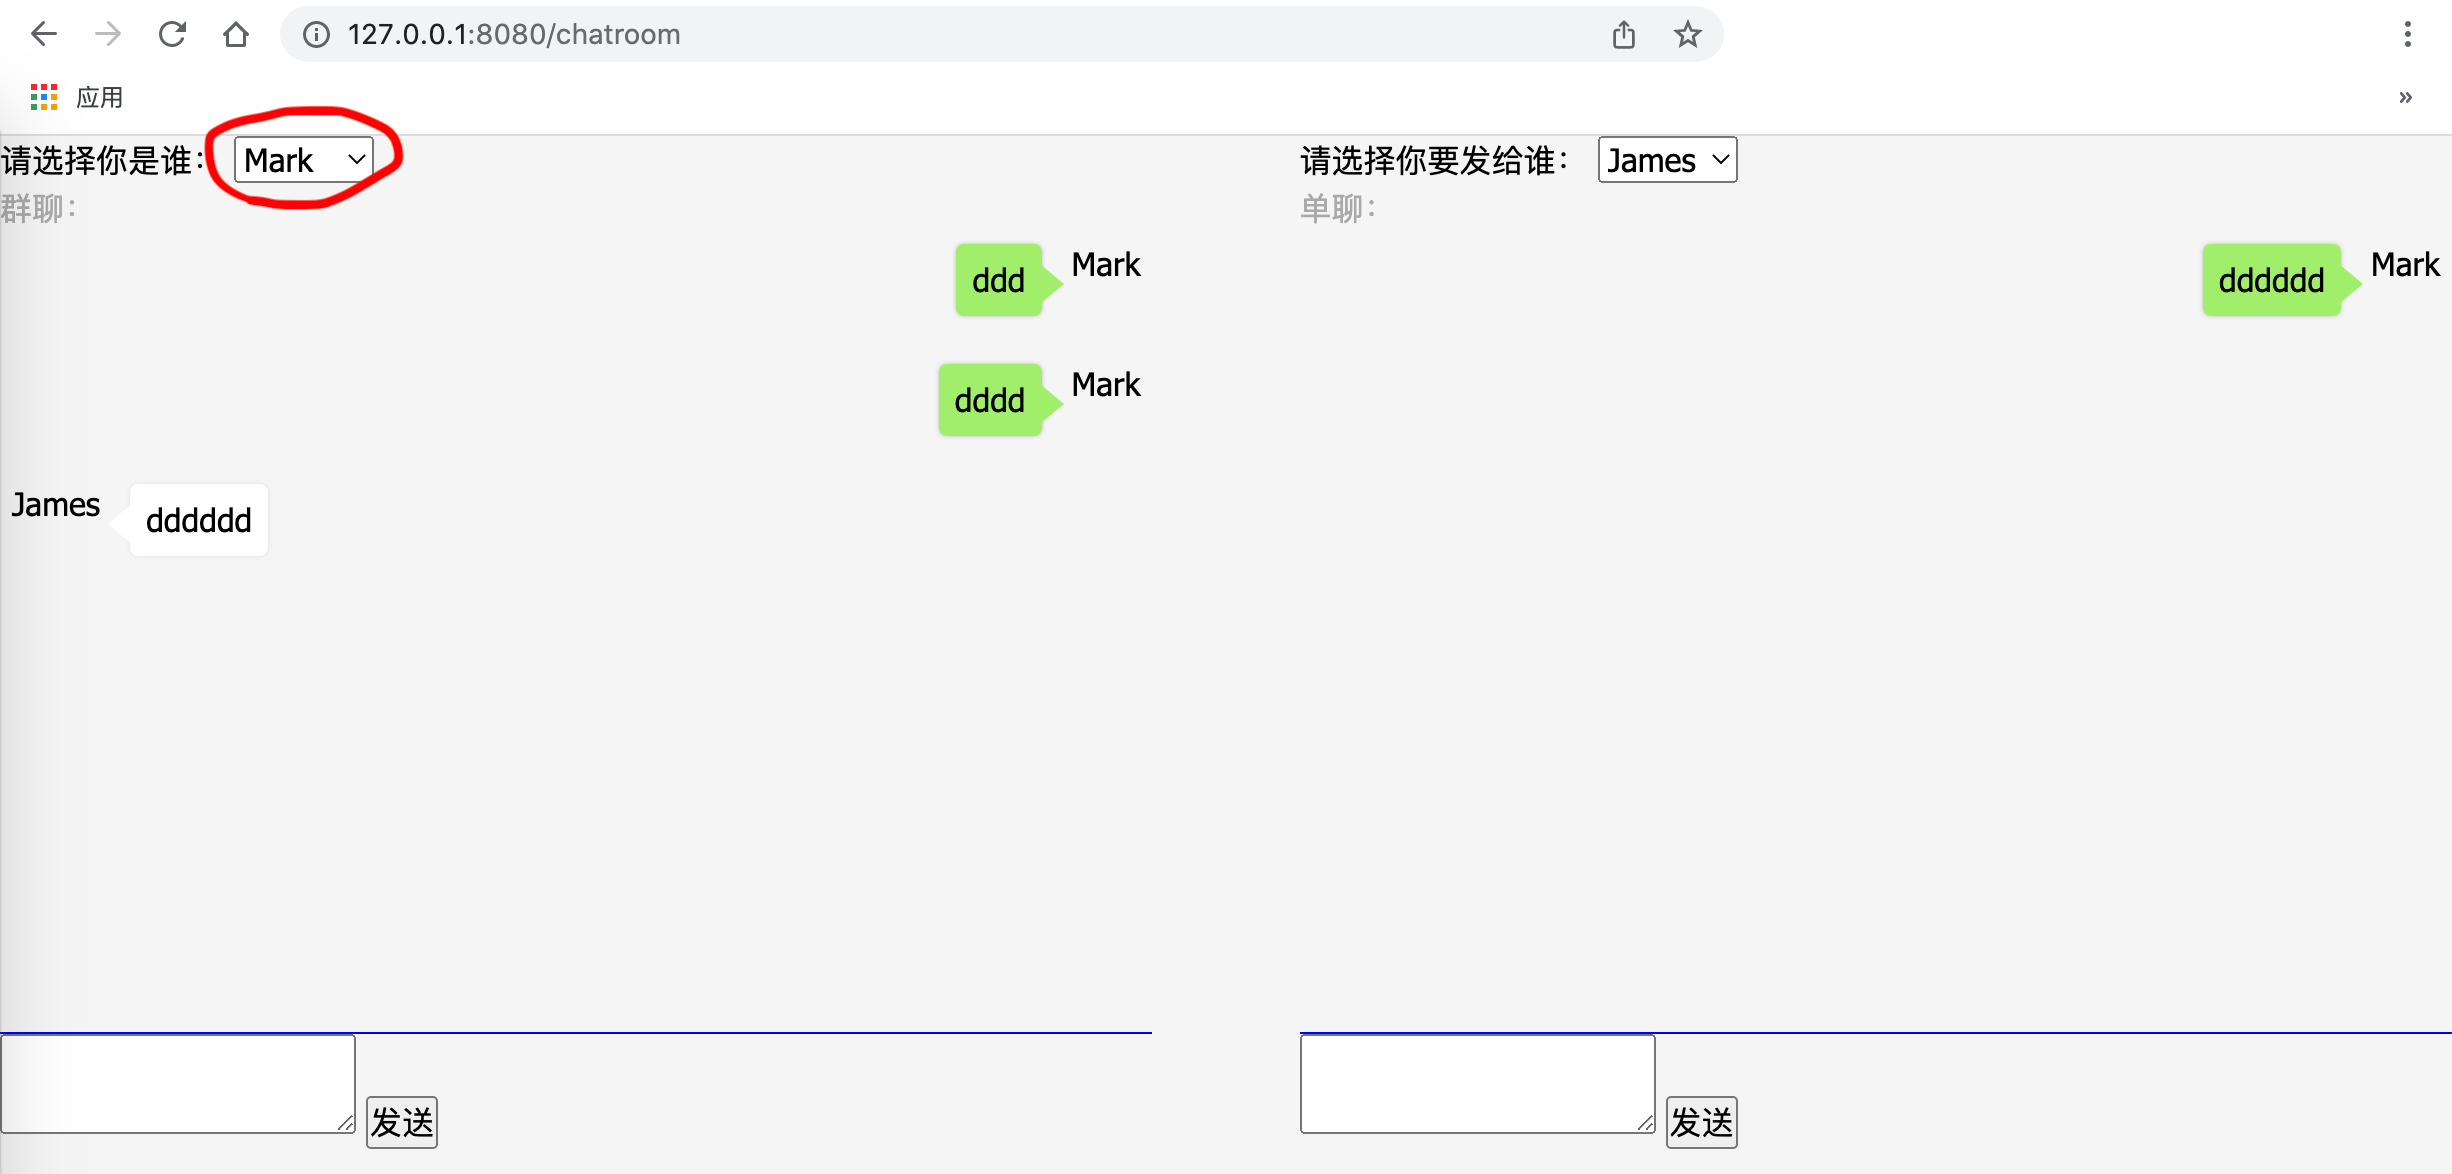 127.0.0.1:8080/chatroom
应用
»
请选择你是谁： Mark
群聊：
ddd Mark
dddd Mark
James dddddd
发送
请选择你要发给谁： James
单聊：
dddddd Mark
发送